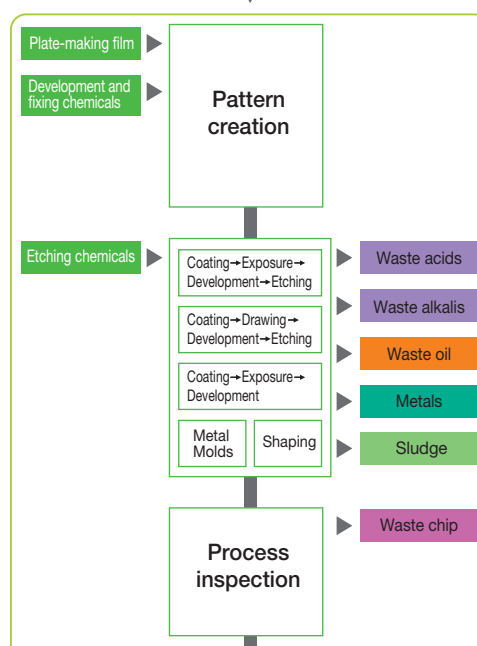 Plate-making film
Development and
fixing chemicals
Pattern
creation
Etching chemicals
Coating→Exposure→
Development→Etching
Coating→Drawing→
Development→Etching
Coating→Exposure→
Development
Metal
Molds
Shaping
Waste acids
Waste alkalis
Waste oil
Metals
Sludge
Process
inspection
Waste chip